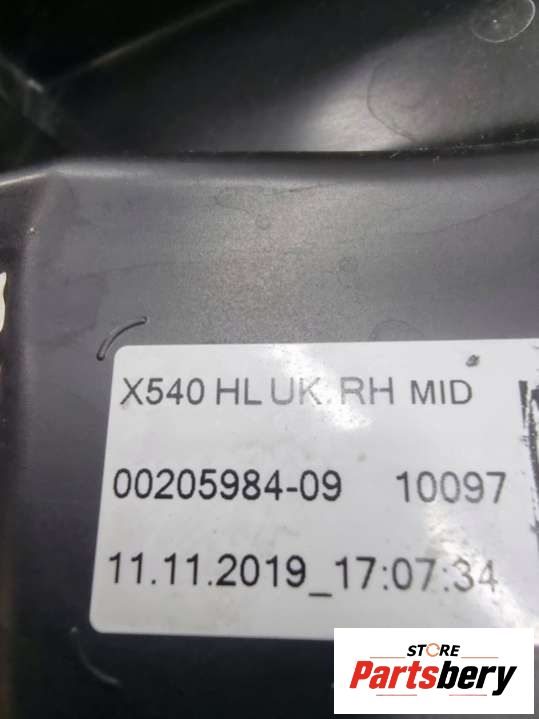 X540 HL UK. RH MID
00205984-09 10097
11.11.2019_17:07:34
STORE
Partsbery